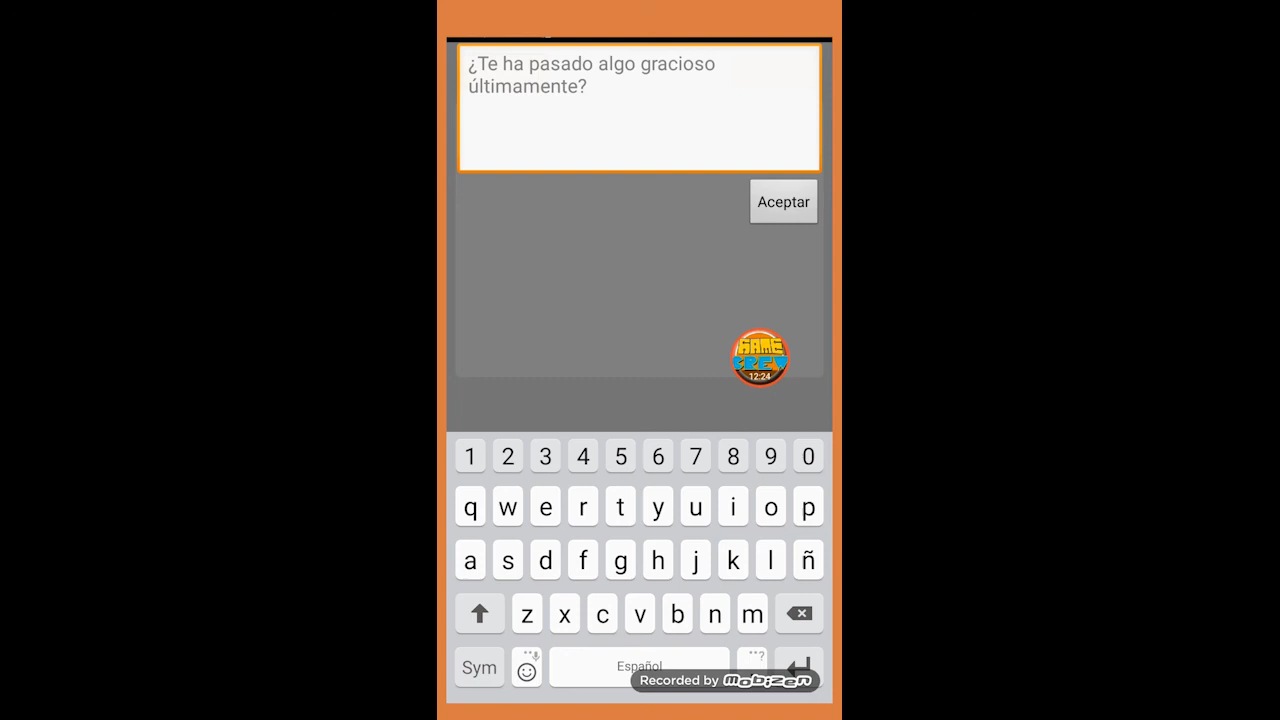 ¿Te ha pasado algo gracioso
últimamente?
Aceptar
GAME
CREW
12:24
1 2 3 4 5 6 7 8 9 0
q w e r t y u i o p
a s d f g h j k l ñ
z x c v b n m
Sym Español ?
Recorded by Mobizen